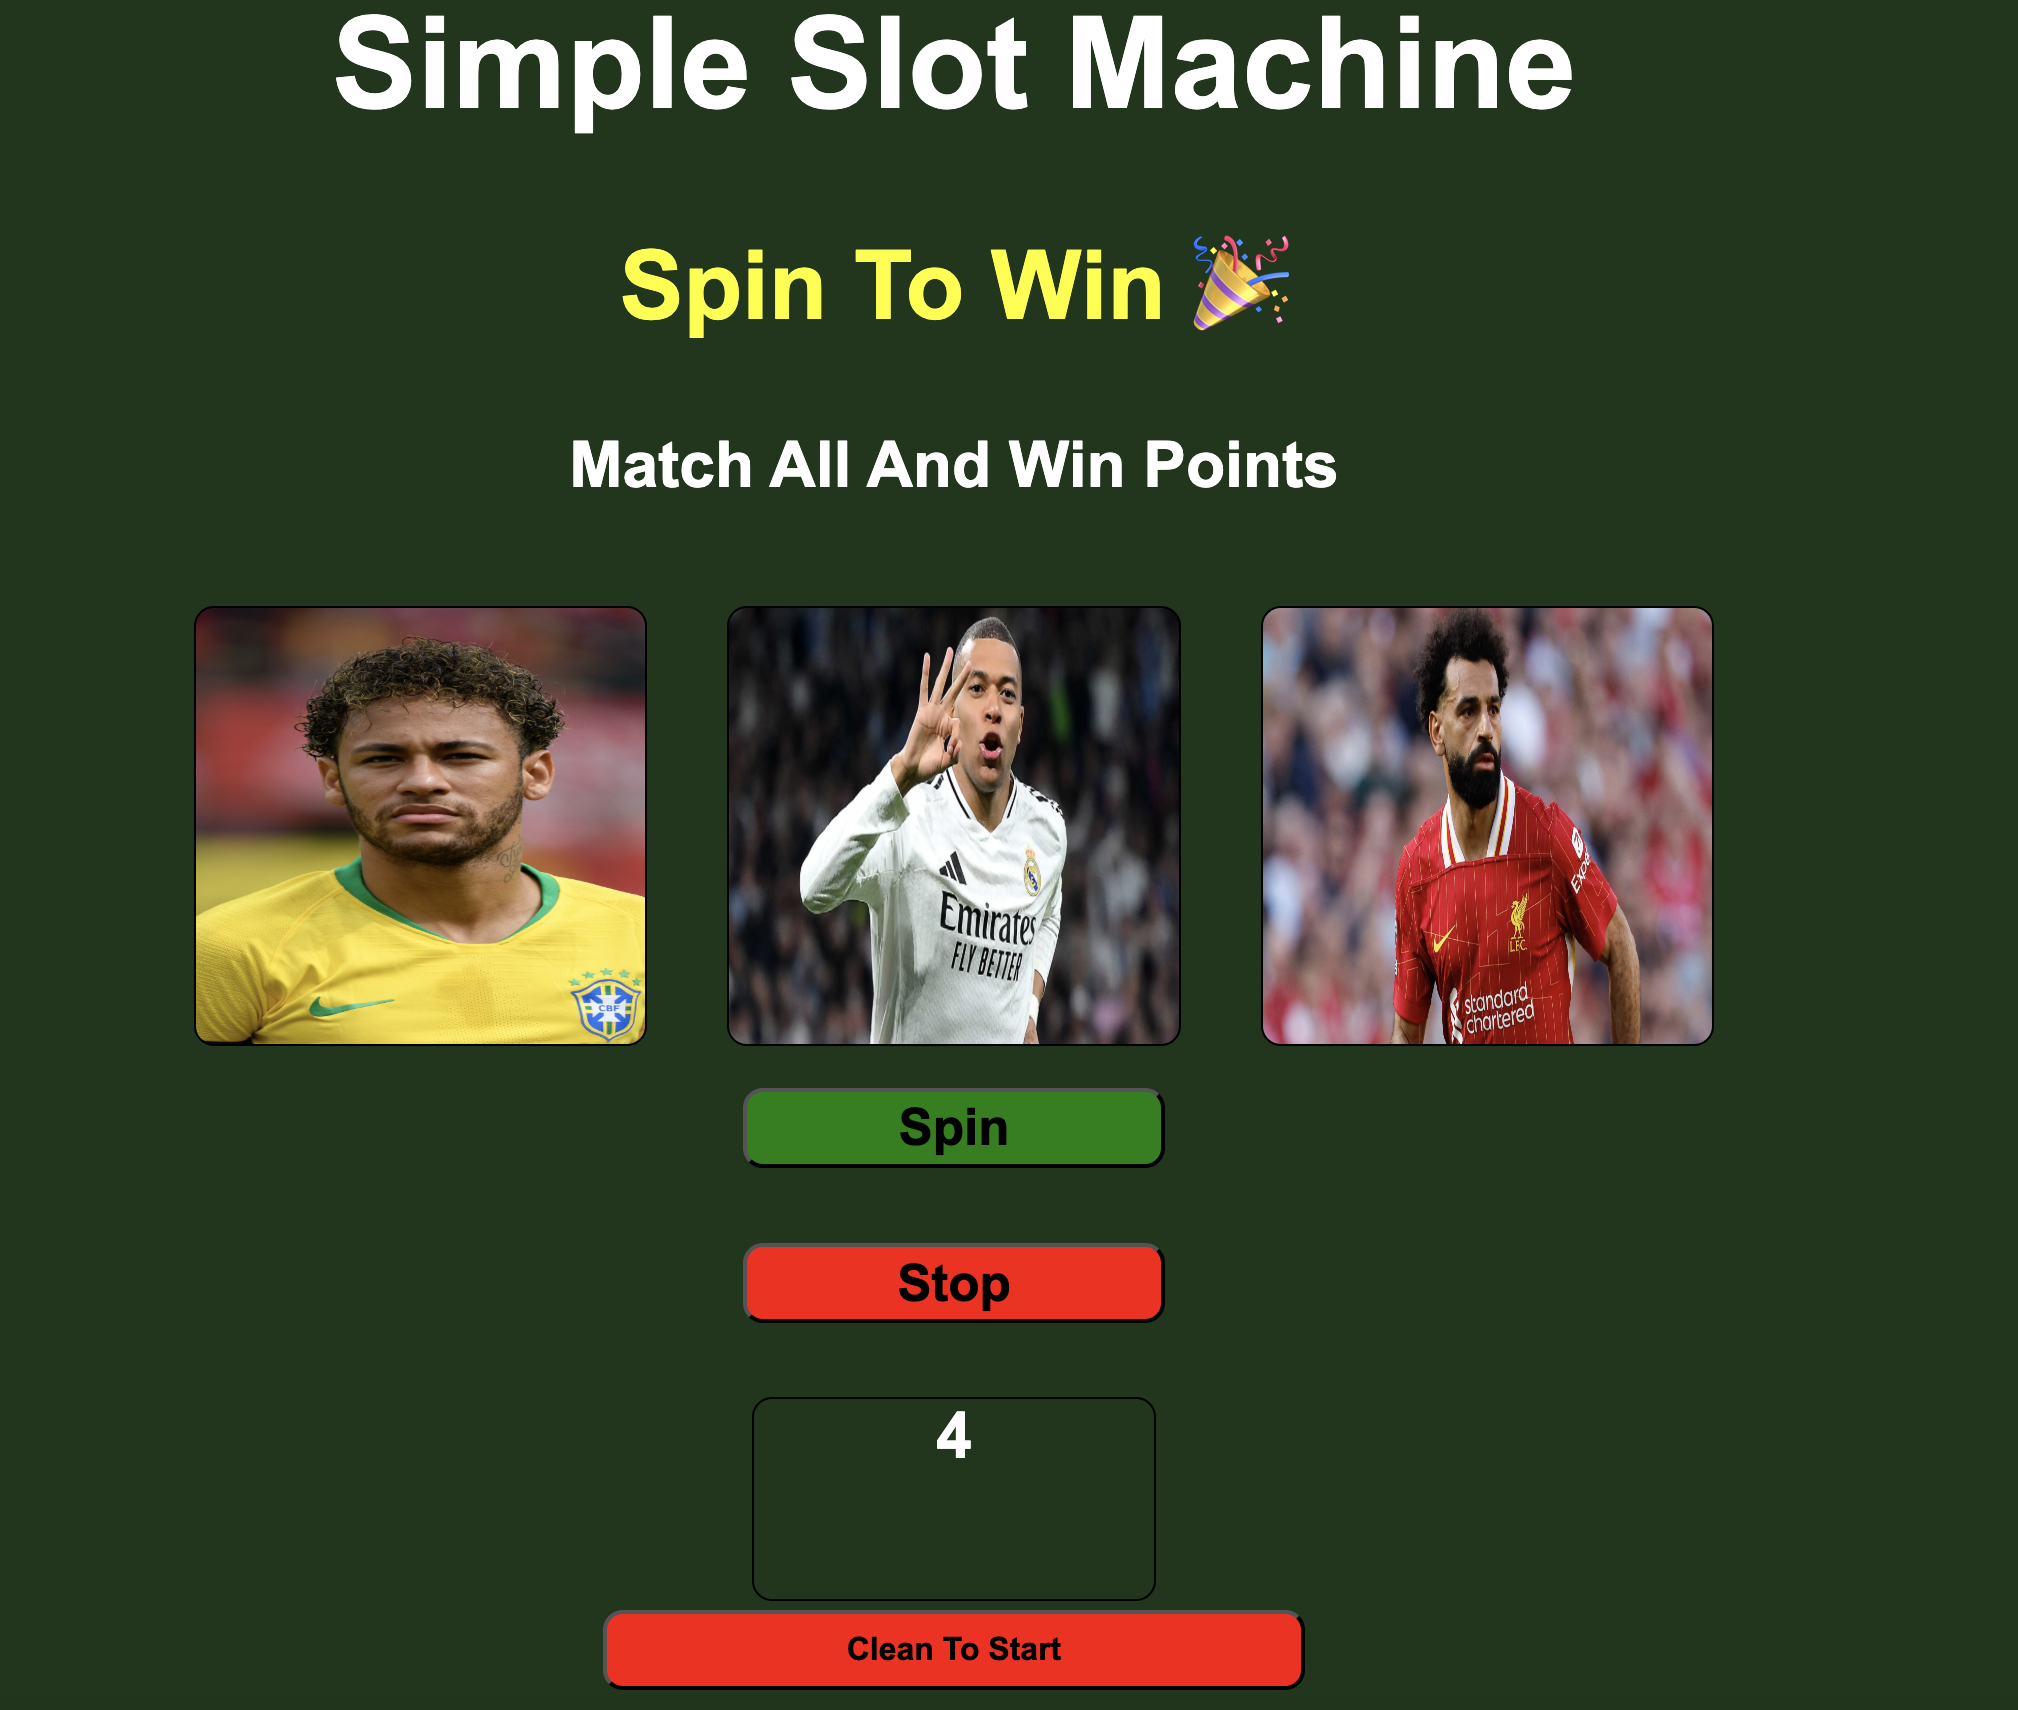 Simple Slot Machine
Spin To Win
Match All And Win Points
CBF
Emirates
FLY BETTER
Expe
L.F.C.
standard
chartered
Spin
Stop
4
Clean To Start